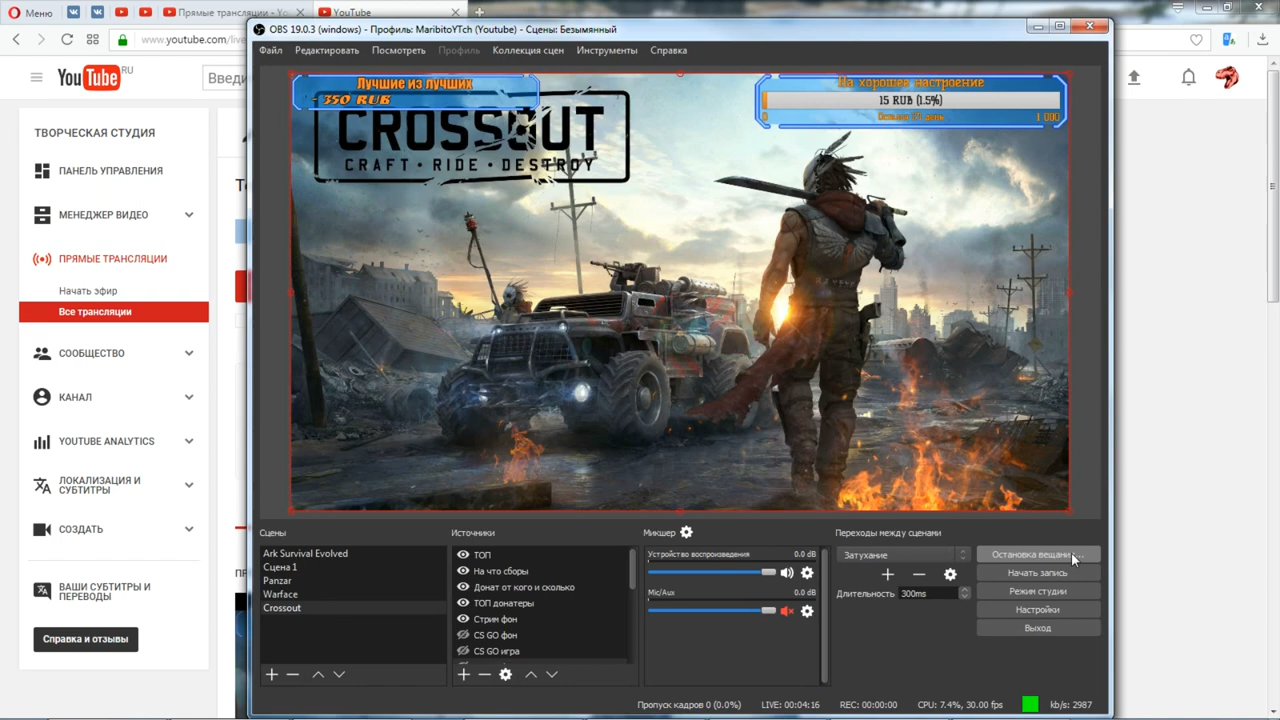 Меню
Прямые трансляции - Y
YouTube
www.youtube.com/live
YouTube RU
Введи
ТВОРЧЕСКАЯ СТУДИЯ
ПАНЕЛЬ УПРАВЛЕНИЯ
МЕНЕДЖЕР ВИДЕО
ПРЯМЫЕ ТРАНСЛЯЦИИ
Начать эфир
Все трансляции
СООБЩЕСТВО
КАНАЛ
YOUTUBE ANALYTICS
ЛОКАЛИЗАЦИЯ И
СУБТИТРЫ
СОЗДАТЬ
ВАШИ СУБТИТРЫ И
ПЕРЕВОДЫ
Справка и отзывы
OBS 19.0.3 (windows) - Профиль: MaribitoYTch (Youtube) - Сцены: Безымянный
Файл Редактировать Посмотреть Профиль Коллекция сцен Инструменты Справка
Лучшие из лучших
- 350 RUB
На хорошее настроение
15 RUB (1.5%)
0
1 000
CROSSOUT
CRAFT • RIDE • DESTROY
Сцены
Ark Survival Evolved
Сцена 1
Panzar
Warface
Crossout
Источники
ТОП
На что сборы
Донат от кого и сколько
ТОП донатеры
Стрим фон
CS GO фон
CS GO игра
Микшер
Устройство воспроизведения 0.0 dB
Mic/Aux 0.0 dB
Переходы между сценами
Затухание
Длительность 300ms
Остановка вещани...
Начать запись
Режим студии
Настройки
Выход
Пропуск кадров 0 (0.0%) LIVE: 00:04:16 REC: 00:00:00 CPU: 7.4%, 30.00 fps kb/s: 2987